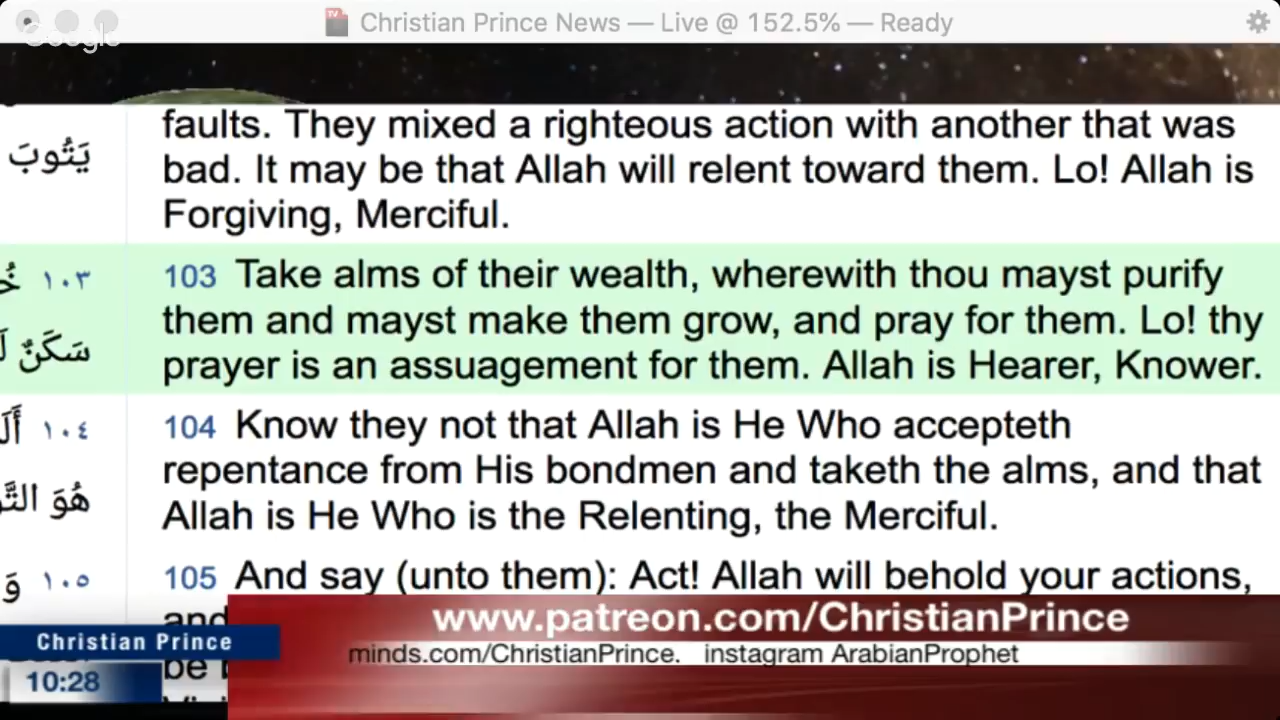 Christian Prince News — Live @ 152.5% — Ready
Google
faults. They mixed a righteous action with another that was
يَتُوبَ
bad. It may be that Allah will relent toward them. Lo! Allah is
Forgiving, Merciful.
١٠٣ 103 Take alms of their wealth, wherewith thou mayst purify
them and mayst make them grow, and pray for them. Lo! thy
سَكَنٌ
prayer is an assuagement for them. Allah is Hearer, Knower.
١٠٤ 104 Know they not that Allah is He Who accepteth
repentance from His bondmen and taketh the alms, and that
هُوَ
Allah is He Who is the Relenting, the Merciful.
١٠٥ 105 And say (unto them): Act! Allah will behold your actions,
and
be
www.patreon.com/ChristianPrince
Christian Prince
minds.com/ChristianPrince. instagram ArabianProphet
10:28